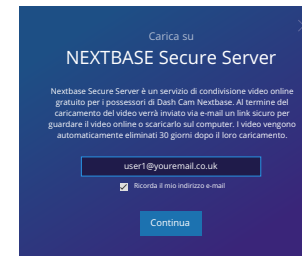 Carica su
NEXTBASE Secure Server
Nextbase Secure Server è un servizio di condivisione video online
gratuito per i possessori di Dash Cam Nextbase. Al termine del
caricamento del video verrà inviato via e-mail un link sicuro per
guardare il video online o scaricarlo sul computer. I video vengono
automaticamente eliminati 30 giorni dopo il loro caricamento.
user1@youremail.co.uk
Ricorda il mio indirizzo e-mail
Continua